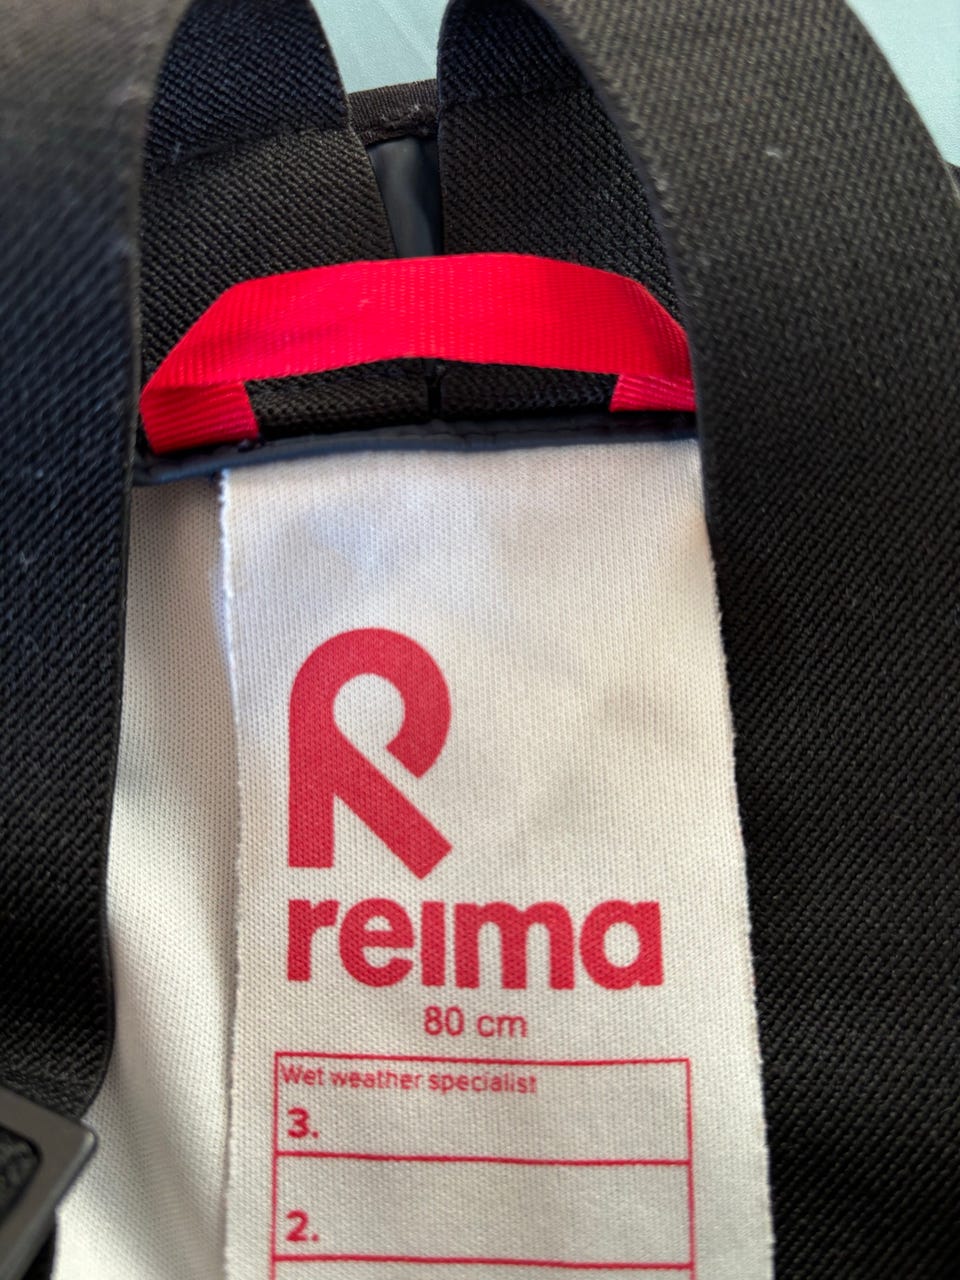 reima
80 cm
Wet weather specialist
3.
2.